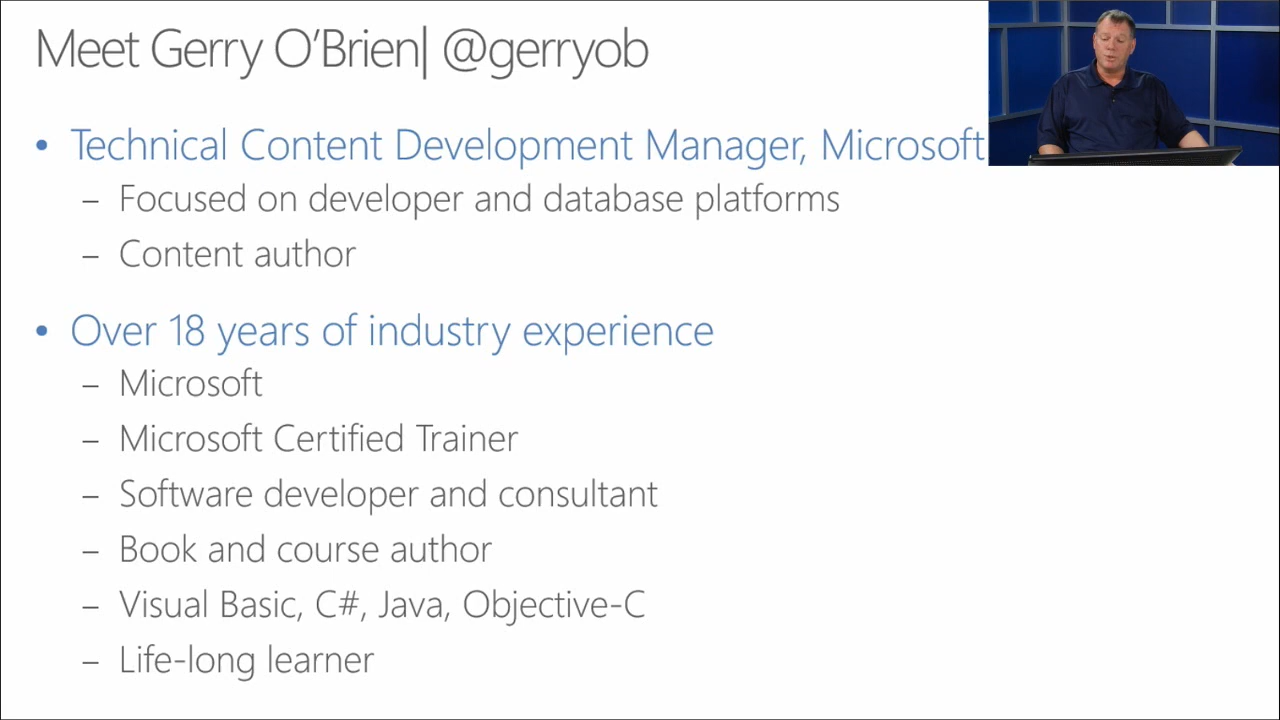 Meet Gerry O'Brien| @gerryob
• Technical Content Development Manager, Microsoft
– Focused on developer and database platforms
– Content author
• Over 18 years of industry experience
– Microsoft
– Microsoft Certified Trainer
– Software developer and consultant
– Book and course author
– Visual Basic, C#, Java, Objective-C
– Life-long learner